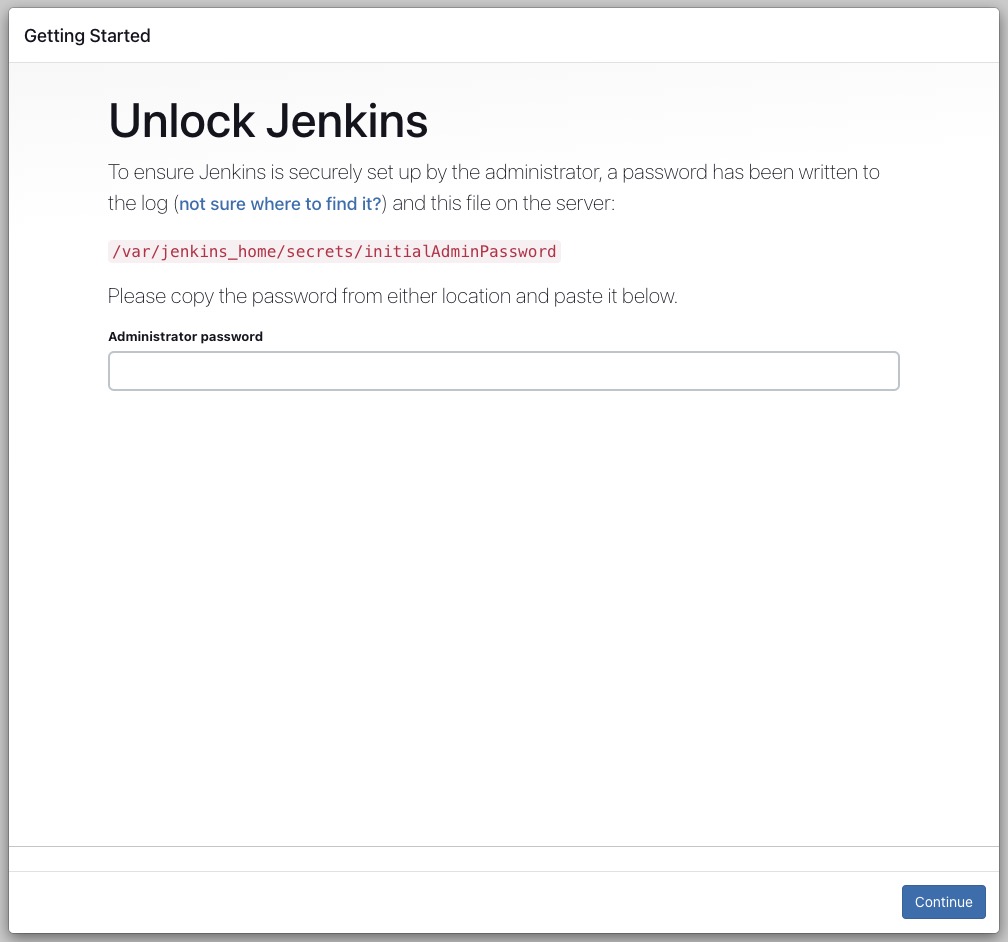 Getting Started
Unlock Jenkins
To ensure Jenkins is securely set up by the administrator, a password has been written to
the log (not sure where to find it?) and this file on the server:
/var/jenkins_home/secrets/initialAdminPassword
Please copy the password from either location and paste it below.
Administrator password
Continue